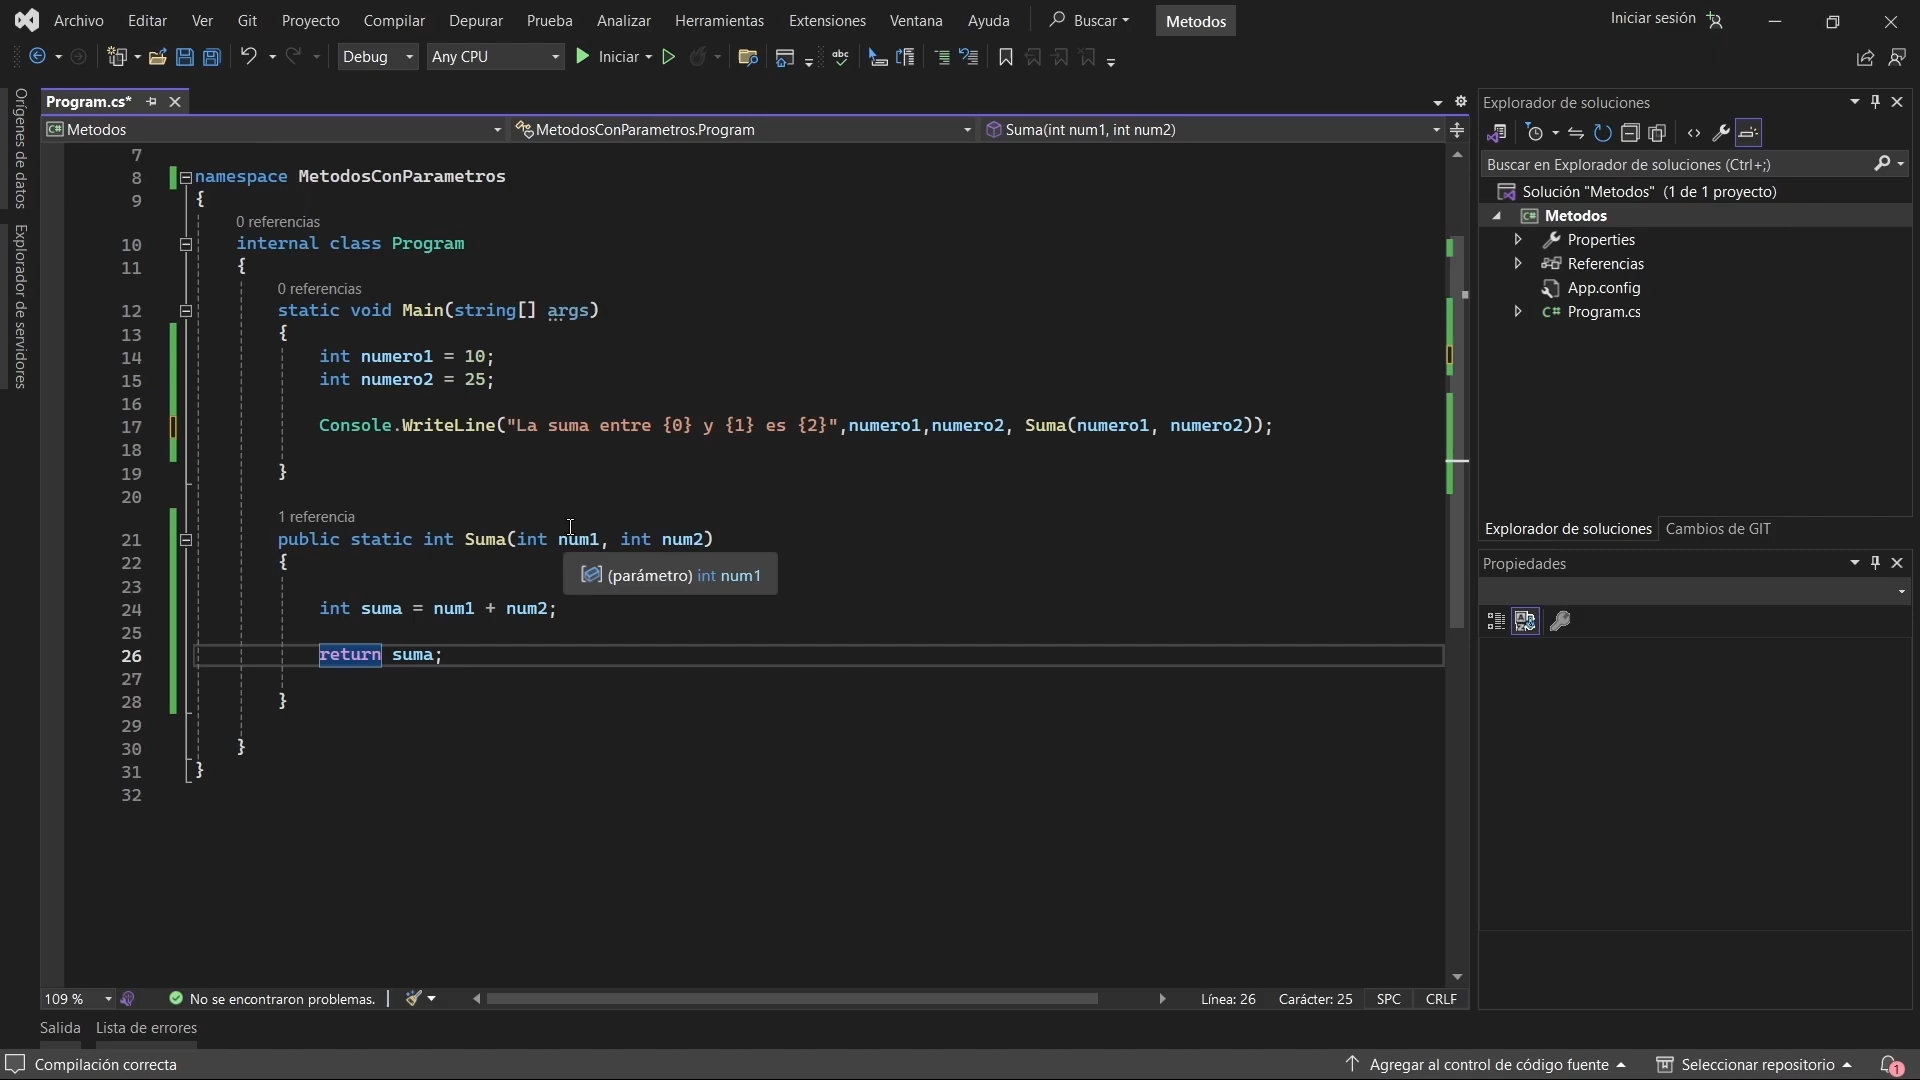 Archivo Editar Ver Git Proyecto Compilar Depurar Prueba Analizar Herramientas Extensiones Ventana Ayuda Buscar Metodos Iniciar sesión
Debug Any CPU Iniciar abc
Orígenes de datos
Explorador de servidores
Program.cs*
C# Metodos MetodosConParametros.Program Suma(int num1, int num2)
7
8 namespace MetodosConParametros
9 {
0 referencias
10 internal class Program
11 {
0 referencias
12 static void Main(string[] args)
13 {
14 int numero1 = 10;
15 int numero2 = 25;
16
17 Console.WriteLine("La suma entre {0} y {1} es {2}",numero1,numero2, Suma(numero1, numero2));
18
19 }
20
1 referencia
21 public static int Suma(int num1, int num2)
22 {
(parámetro) int num1
23
24 int suma = num1 + num2;
25
26 return suma;
27
28 }
29
30 }
31 }
32
109 % No se encontraron problemas. Línea: 26 Carácter: 25 SPC CRLF
Salida Lista de errores
Explorador de soluciones
Buscar en Explorador de soluciones (Ctrl+;)
Solución "Metodos" (1 de 1 proyecto)
C# Metodos
Properties
Referencias
App.config
C# Program.cs
Explorador de soluciones Cambios de GIT
Propiedades
Compilación correcta Agregar al control de código fuente Seleccionar repositorio 1